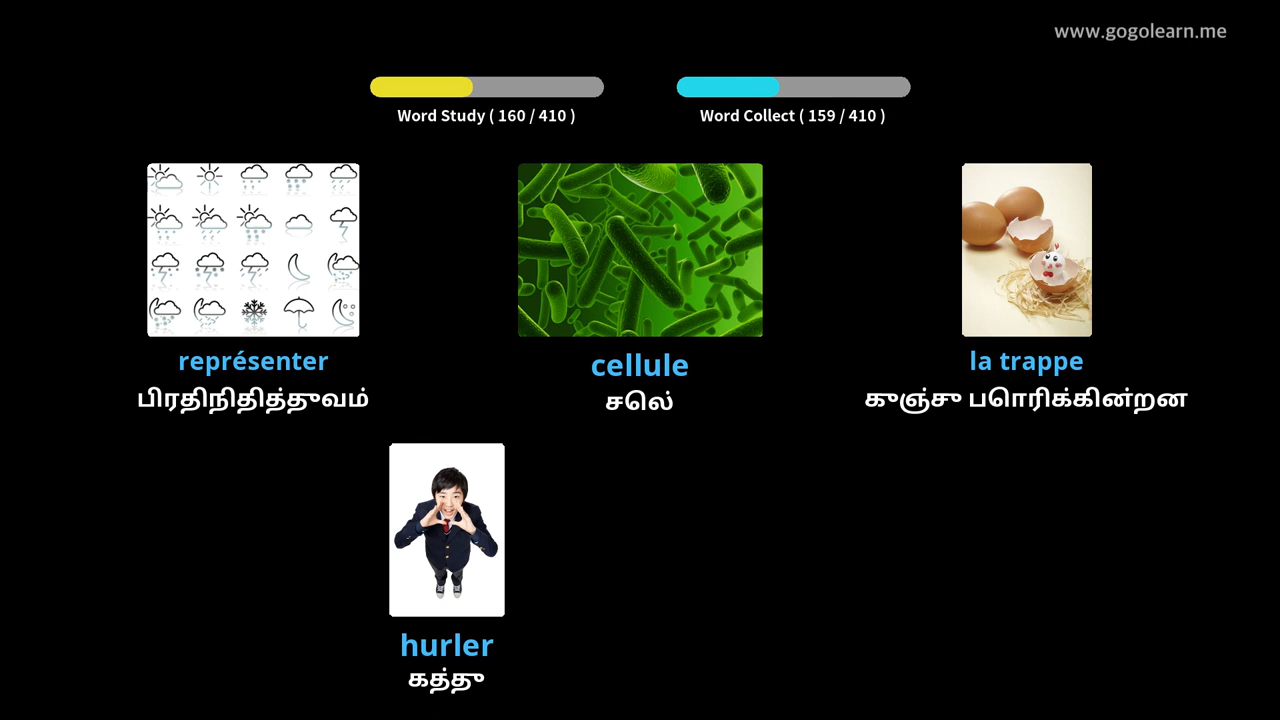 www.gogolearn.me
Word Study ( 160 / 410 )
Word Collect ( 159 / 410 )
représenter
பிரதிநிதித்துவம்
cellule
சலெ்
la trappe
குஞ்சு பொரிக்கின்றன
hurler
கத்து